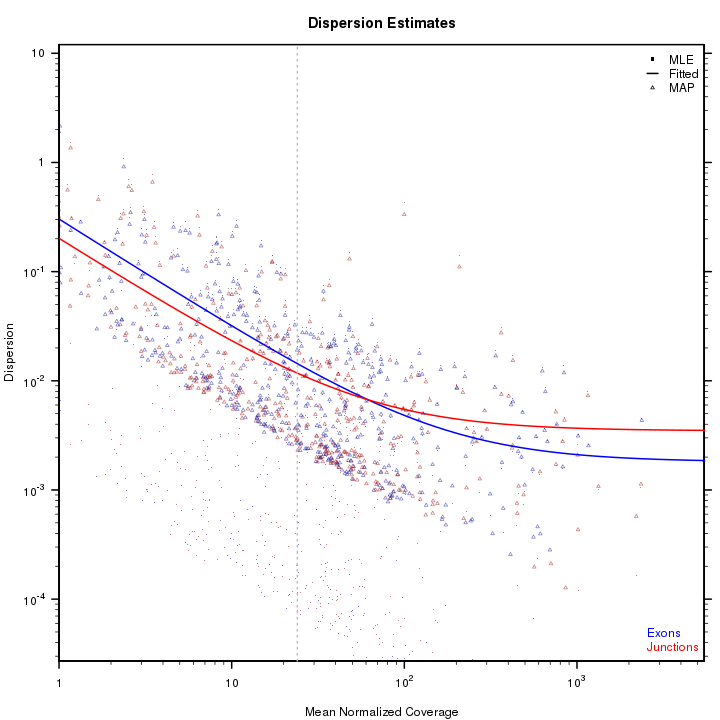 Dispersion Estimates
10
1
10-1
10-2
10-3
10-4
Dispersion
MLE
Fitted
MAP
Exons
Junctions
1
10
10²
10³
Mean Normalized Coverage